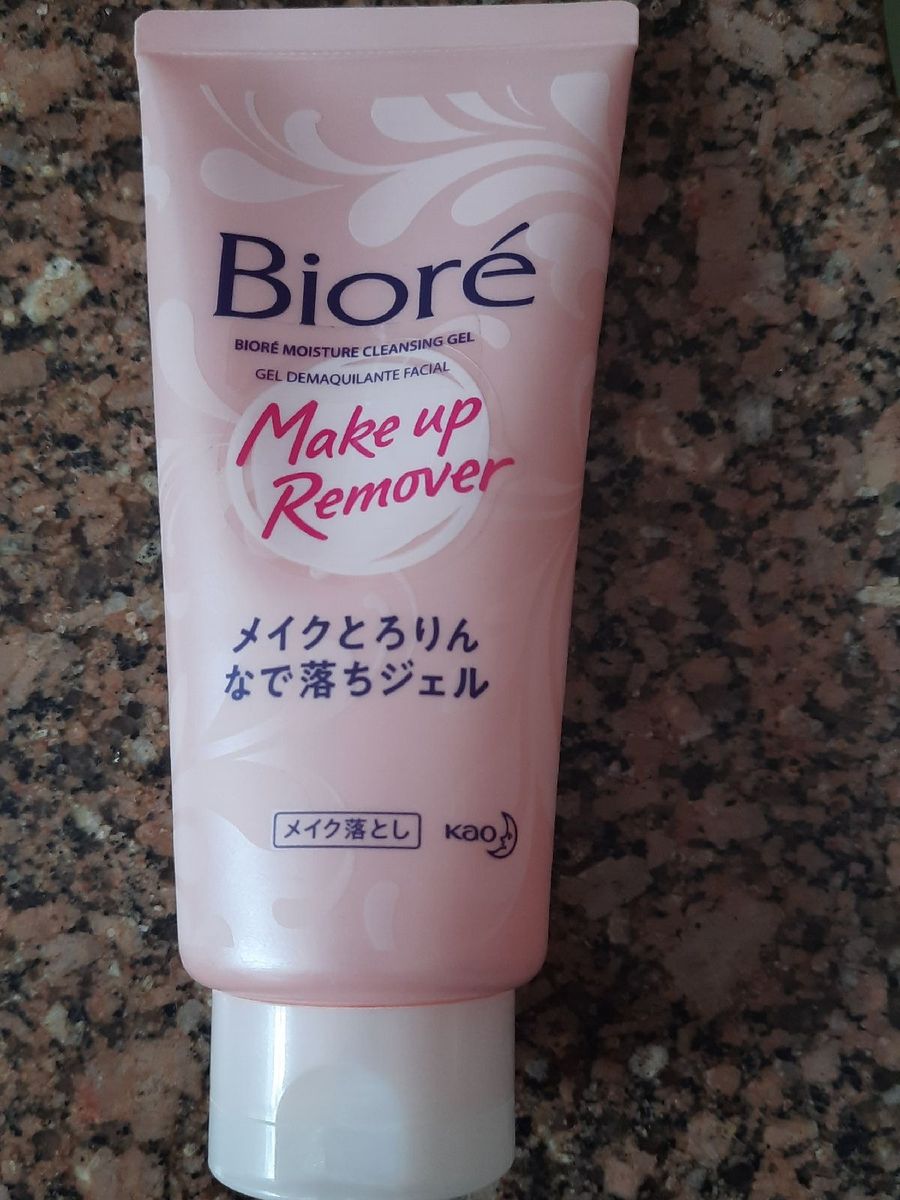 Bioré
BIORÉ MOISTURE CLEANSING GEL
GEL DEMAQUILANTE FACIAL
Make up
Remover
メイクとろりん
なで落ちジェル
メイク落とし
Kao